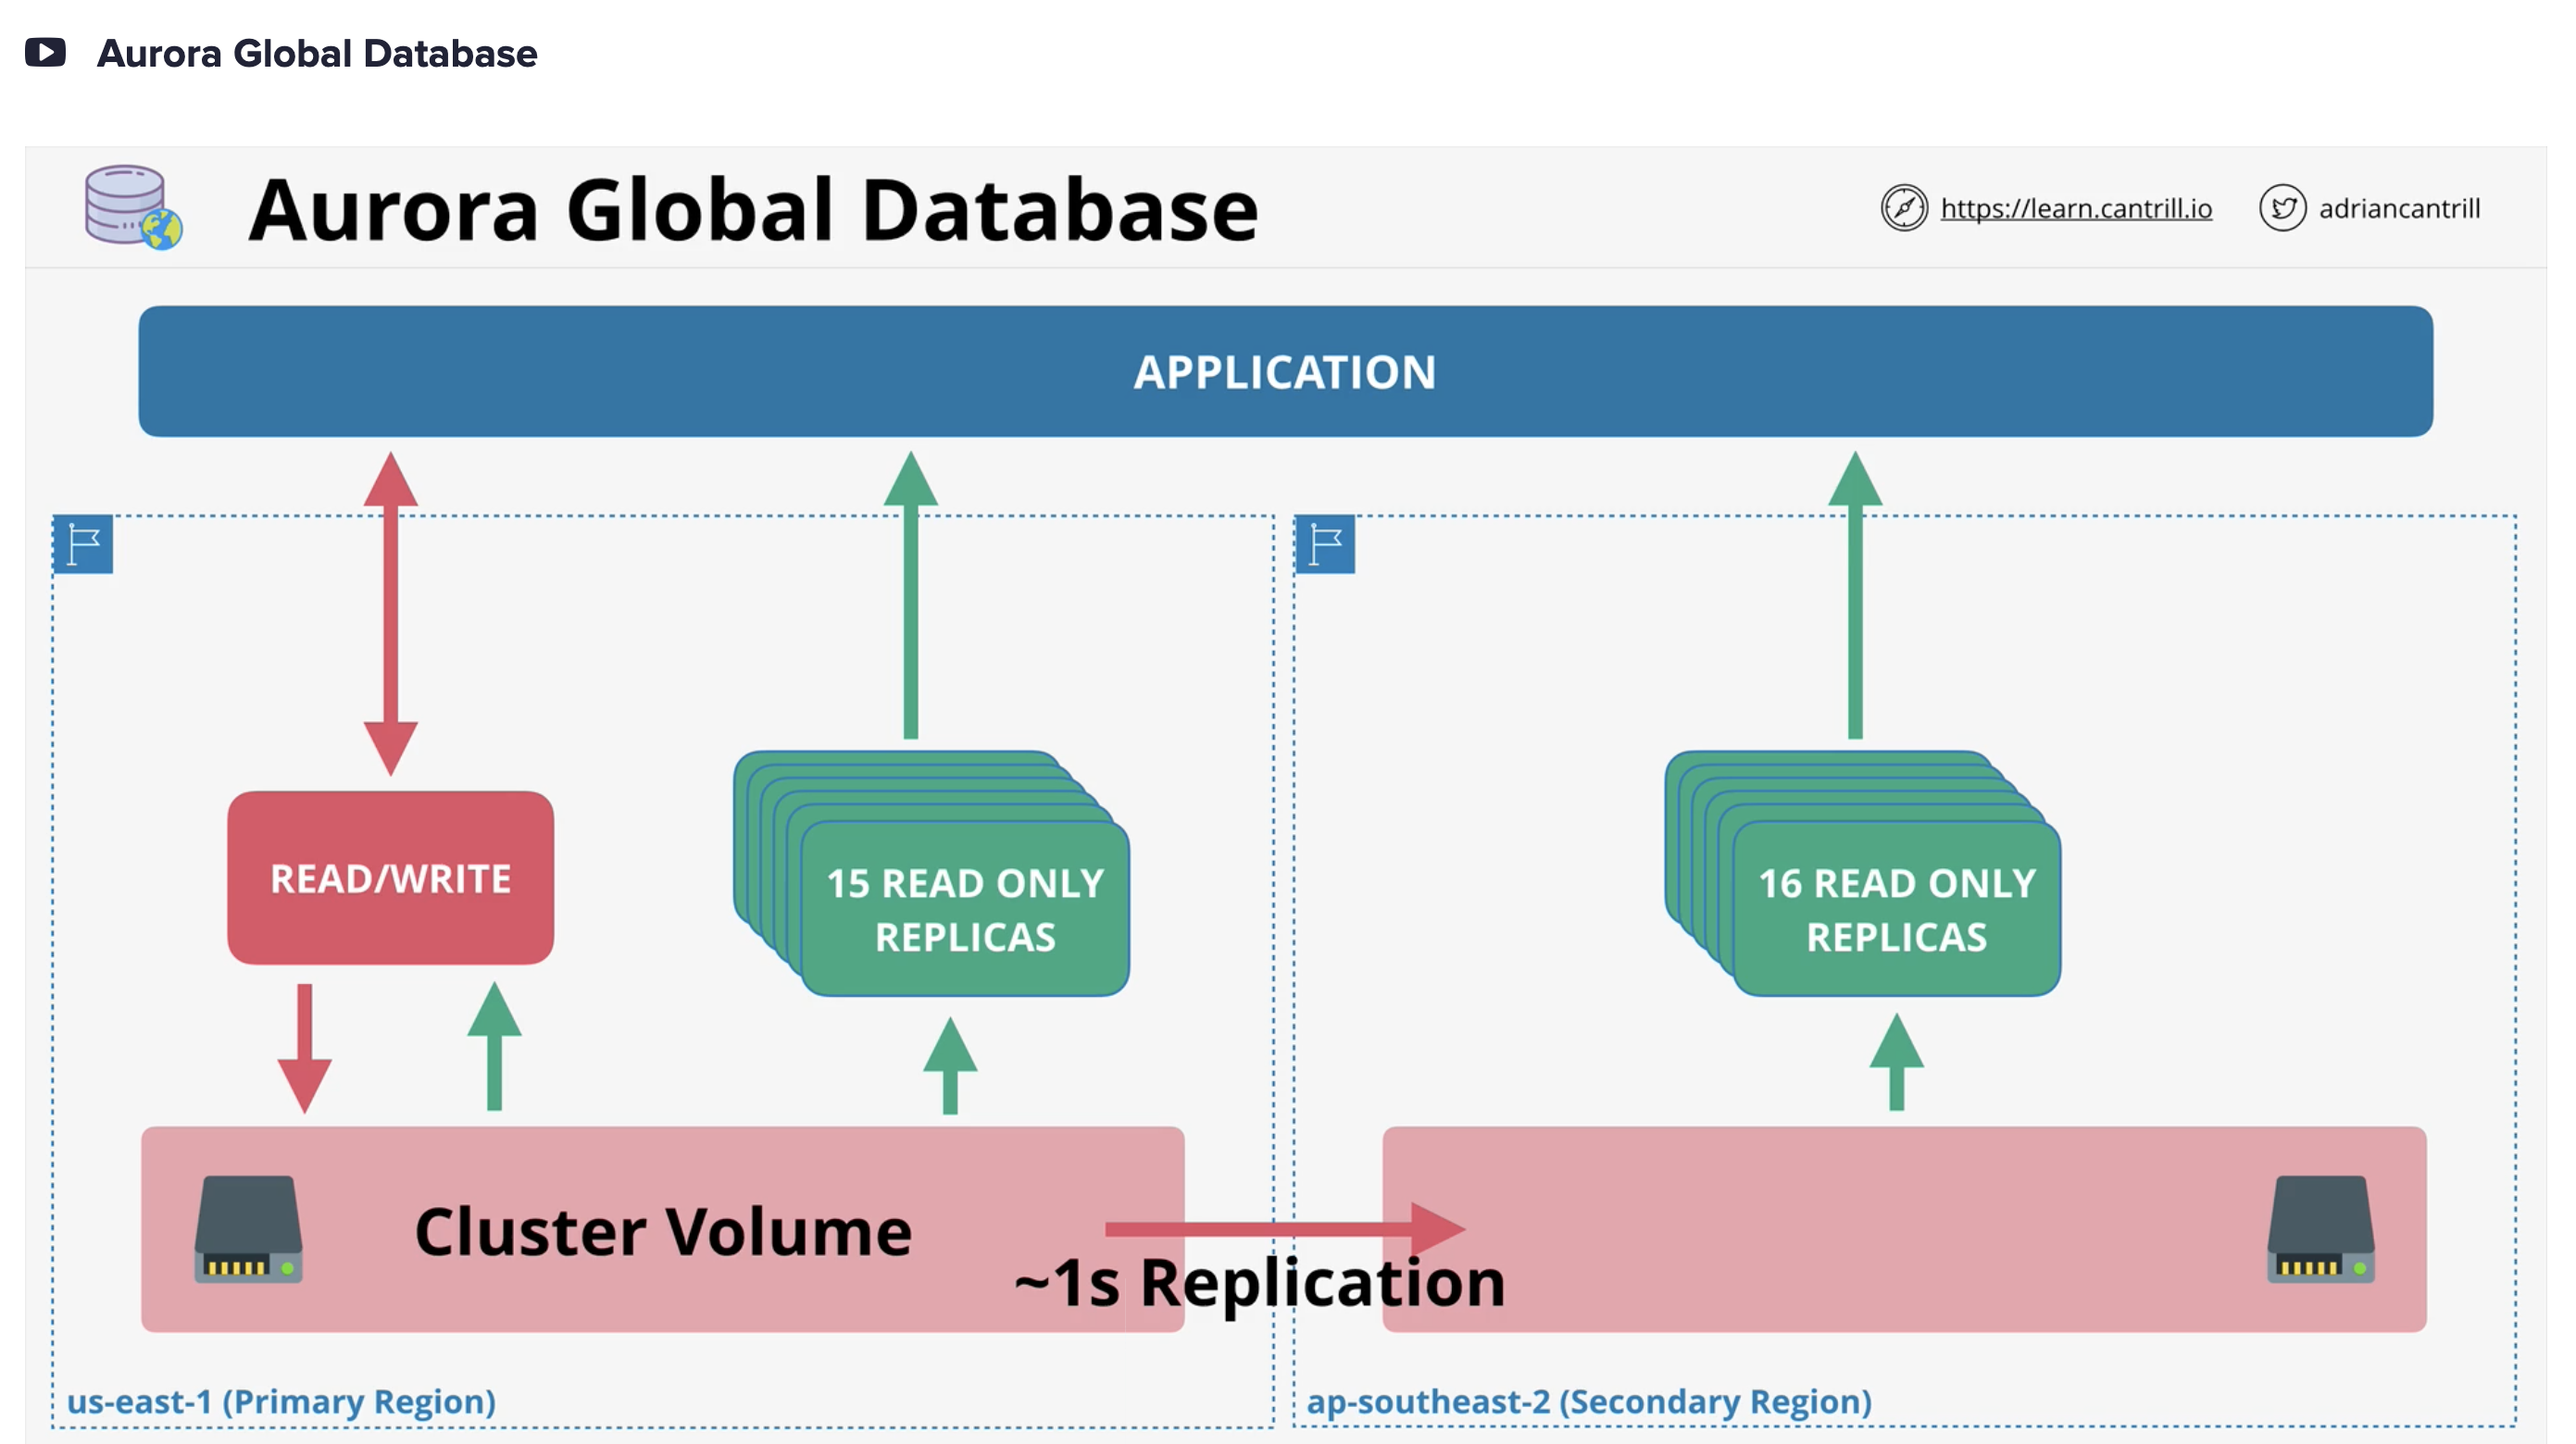 Aurora Global Database
Aurora Global Database
https://learn.cantrill.io
adriancantrill
APPLICATION
READ/WRITE
15 READ ONLY
REPLICAS
16 READ ONLY
REPLICAS
Cluster Volume
~1s Replication
us-east-1 (Primary Region)
ap-southeast-2 (Secondary Region)